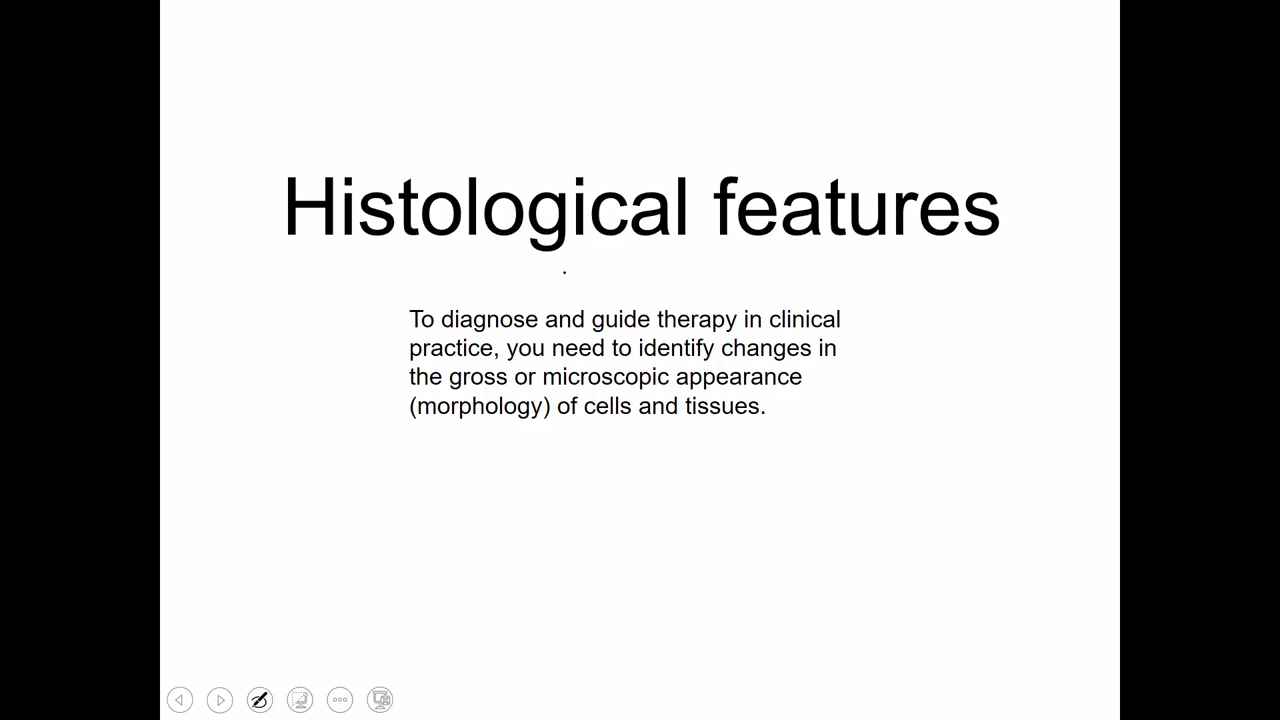 Histological features
To diagnose and guide therapy in clinical
practice, you need to identify changes in
the gross or microscopic appearance
(morphology) of cells and tissues.